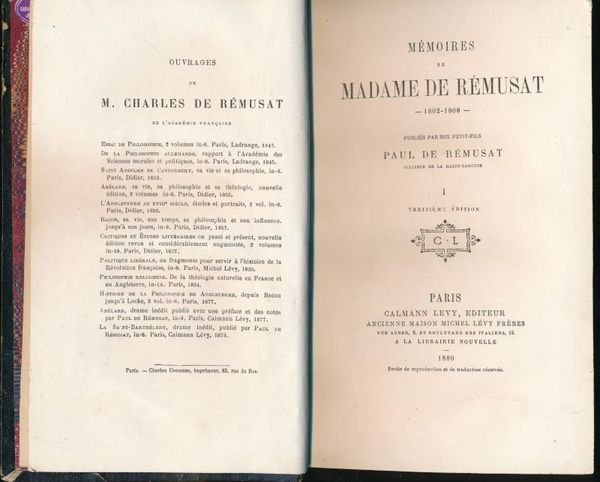 OUVRAGES
DE
M. CHARLES DE RÉMUSAT
DE L'ACADÉMIE FRANÇAISE
Essai de Philosophie, 2 volumes in-8. Paris, Ladrange, 1842.
De la Philosophie allemande, rapport à l'Académie des
Sciences morales et politiques, in-8. Paris, Ladrange, 1845.
Saint Anselme de Cantorbery, sa vie et sa philosophie, in-8.
Paris, Didier, 1853.
Abélard, sa vie, sa philosophie et sa théologie, nouvelle
édition, 2 volumes in-8. Paris, Didier, 1855.
L'Angleterre au XVIIIe siècle, études et portraits, 2 vol. in-8.
Paris, Didier, 1856.
Bacon, sa vie, son temps, sa philosophie et son influence,
jusqu'à nos jours, in-8. Paris, Didier, 1857.
Critiques et Études littéraires ou passé et présent, nouvelle
édition revue et considérablement augmentée, 2 volumes
in-18. Paris, Didier, 1857.
Politique libérale, ou fragments pour servir à l'histoire de la
Révolution française, in-8. Paris, Michel Lévy, 1860.
Philosophie religieuse. De la théologie naturelle en France et
en Angleterre, in-18. Paris, 1864.
Histoire de la Philosophie en Angleterre, depuis Bacon
jusqu'à Locke, 2 vol. in-8. Paris, 1877.
Abélard, drame inédit publié avec une préface et des notes
par Paul de Rémusat, in-8. Paris, Calmann Lévy, 1877.
La Saint-Barthélemy, drame inédit, publié par Paul de
Rémusat, in-8. Paris, Calmann Lévy, 1878.
Paris. — Charles Unsinger, imprimeur, 83, rue du Bac.
MÉMOIRES
DE
MADAME DE RÉMUSAT
— 1802-1808 —
PUBLIÉS PAR SON PETIT-FILS
PAUL DE RÉMUSAT
SÉNATEUR DE LA HAUTE-GARONNE
I
TREIZIÈME ÉDITION
C · L
PARIS
CALMANN LEVY, EDITEUR
ANCIENNE MAISON MICHEL LÉVY FRÈRES
RUE AUBER, 3, ET BOULEVARD DES ITALIENS, 15
A LA LIBRAIRIE NOUVELLE
1880
Droits de reproduction et de traduction réservés.